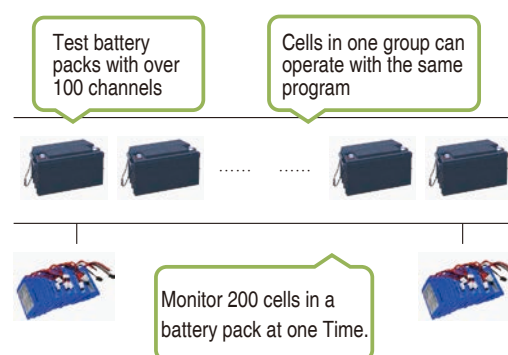 Test battery
packs with over
100 channels
Cells in one group can
operate with the same
program
...... ......
Monitor 200 cells in a
battery pack at one Time.